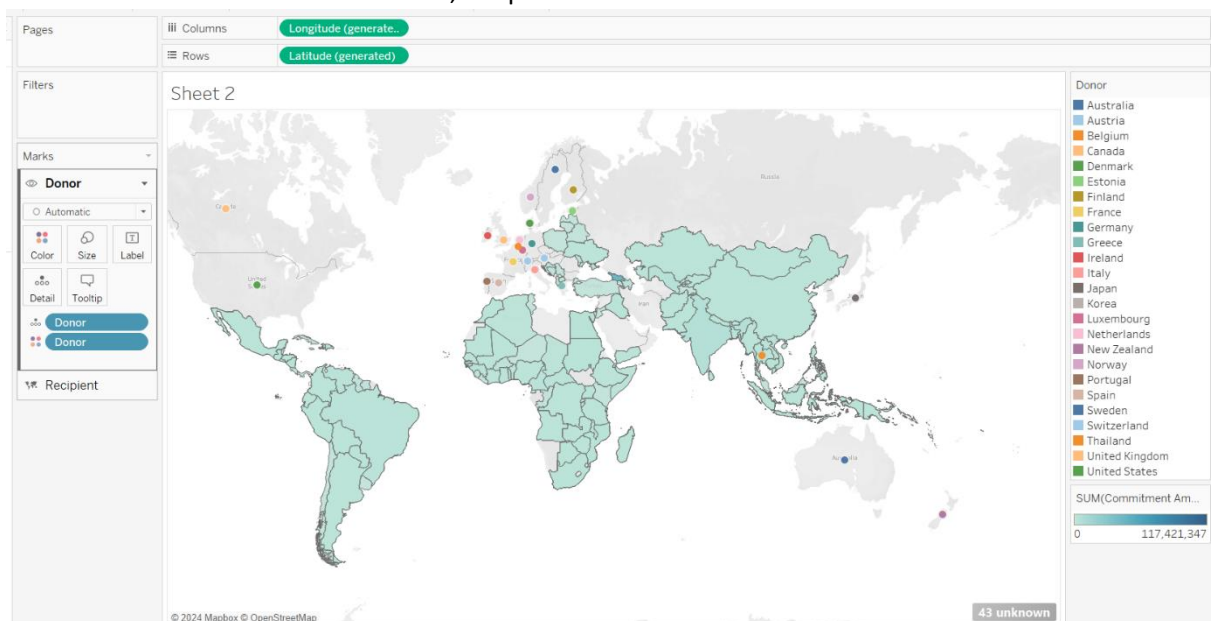 Pages
iii Columns
Longitude (generate..
Rows
Latitude (generated)
Filters
Sheet 2
Marks
Donor
Automatic
Color
Size
Label
Detail
Tooltip
Donor
Donor
Recipient
Russia
United
Iran
© 2024 Mapbox © OpenStreetMap
43 unknown
Donor
Australia
Austria
Belgium
Canada
Denmark
Estonia
Finland
France
Germany
Greece
Ireland
Italy
Japan
Korea
Luxembourg
Netherlands
New Zealand
Norway
Portugal
Spain
Sweden
Switzerland
Thailand
United Kingdom
United States
SUM(Commitment Am...
0 117,421,347